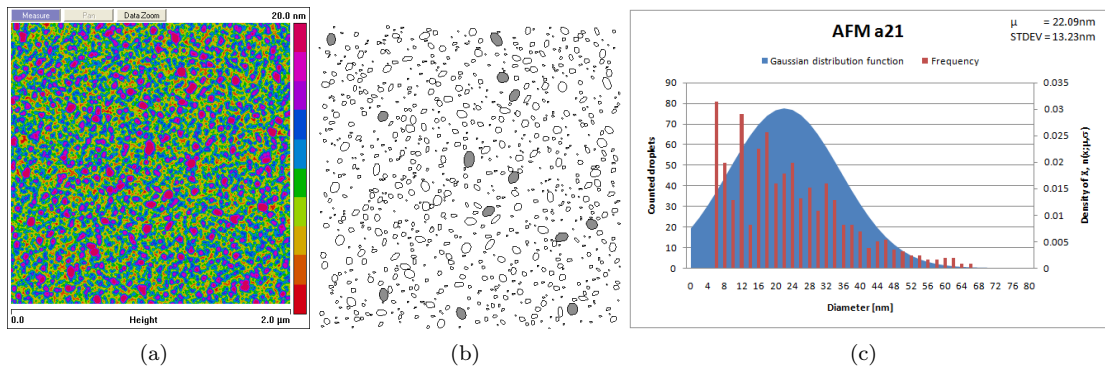 Measure Pan Data Zoom 20.0 nm
0.0 Height 2.0 µm
(a)
(b)
AFM a21
µ = 22.09nm
STDEV = 13.23nm
Gaussian distribution function Frequency
Counted droplets
90
80
70
60
50
40
30
20
10
0
0.035
0.03
0.025
0.02
0.015
0.01
0.005
0
Density of X, n(x;µ,σ)
0 4 8 12 16 20 24 28 32 36 40 44 48 52 56 60 64 68 72 76 80
Diameter [nm]
(c)